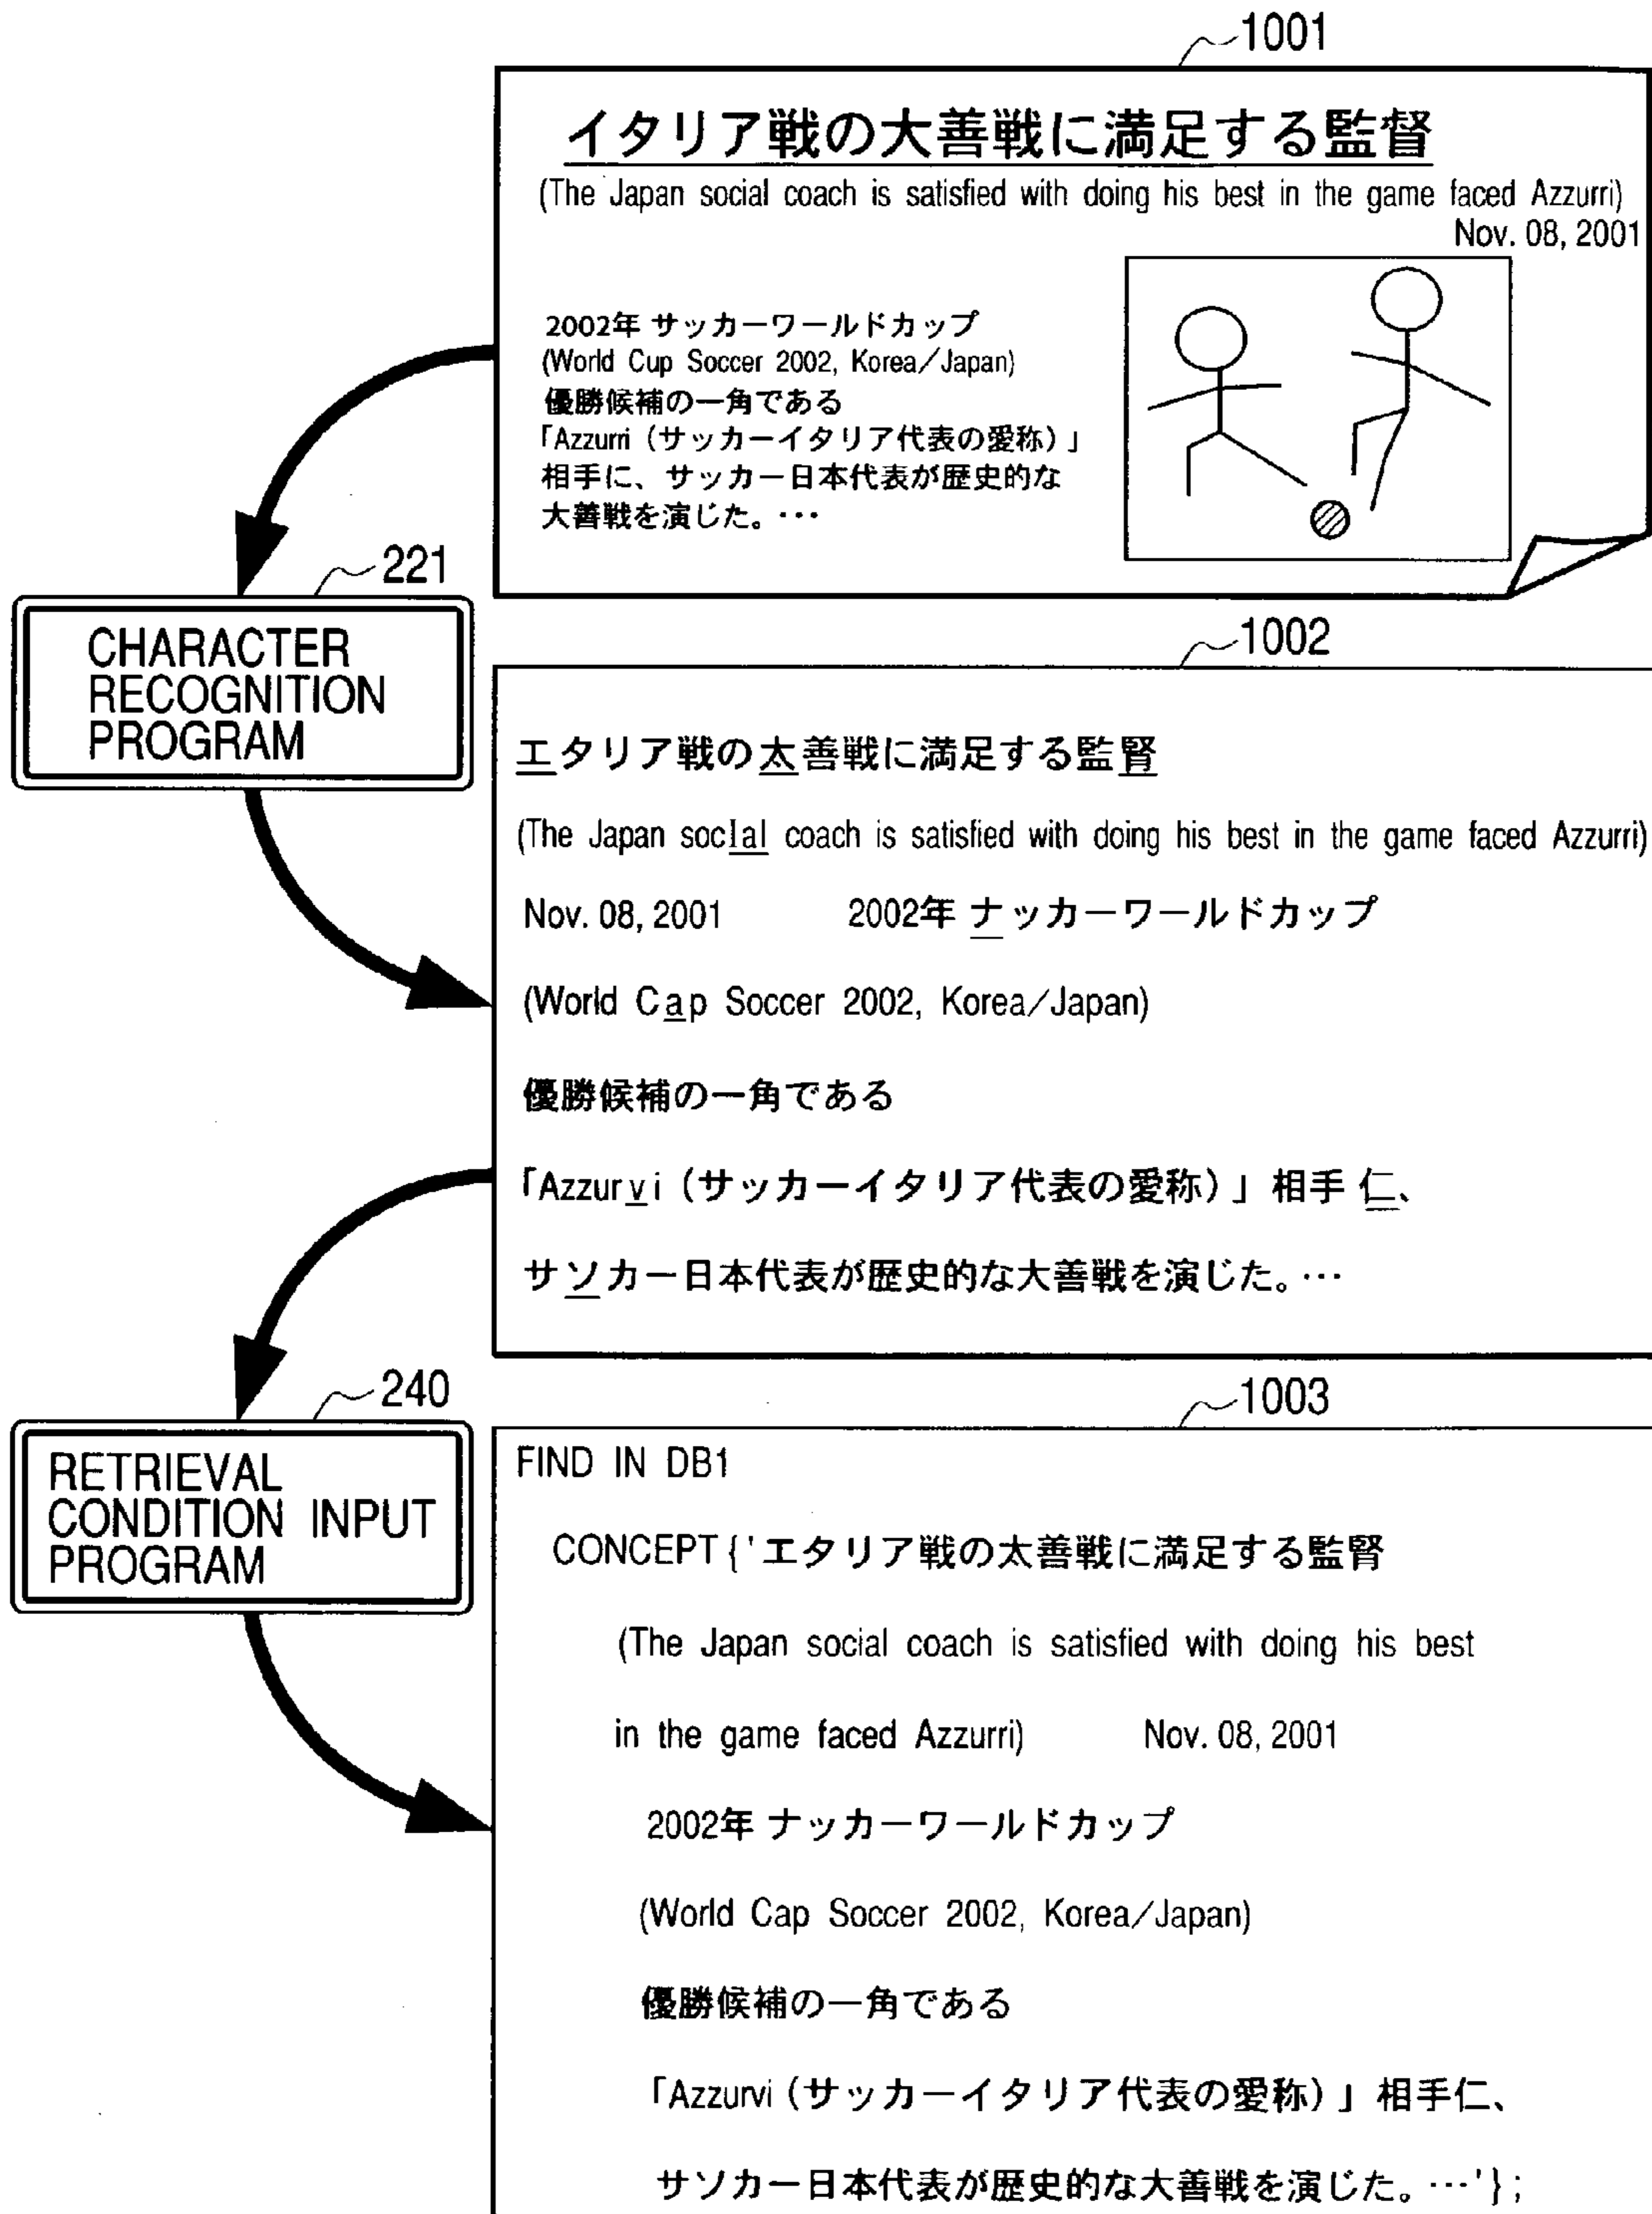 1001
イタリア戦の大善戦に満足する監督
(The Japan social coach is satisfied with doing his best in the game faced Azzurri)
Nov. 08, 2001
2002年 サッカーワールドカップ
(World Cup Soccer 2002, Korea/Japan)
優勝候補の一角である
「Azzurri (サッカーイタリア代表の愛称)」
相手に、サッカー日本代表が歴史的な
大善戦を演じた。…
221
CHARACTER
RECOGNITION
PROGRAM
1002
エタリア戦の太善戦に満足する監腎
(The Japan socIal coach is satisfied with doing his best in the game faced Azzurri)
Nov. 08, 2001 2002年 ナッカーワールドカップ
(World Cap Soccer 2002, Korea/Japan)
優勝候補の一角である
「Azzurvi (サッカーイタリア代表の愛称)」相手 仁、
サソカー日本代表が歴史的な大善戦を演じた。…
240
RETRIEVAL
CONDITION INPUT
PROGRAM
1003
FIND IN DB1
CONCEPT {'エタリア戦の太善戦に満足する監腎
(The Japan social coach is satisfied with doing his best
in the game faced Azzurri) Nov. 08, 2001
2002年 ナッカーワールドカップ
(World Cap Soccer 2002, Korea/Japan)
優勝候補の一角である
「Azzurvi (サッカーイタリア代表の愛称)」相手仁、
サソカー日本代表が歴史的な大善戦を演じた。…'} ;